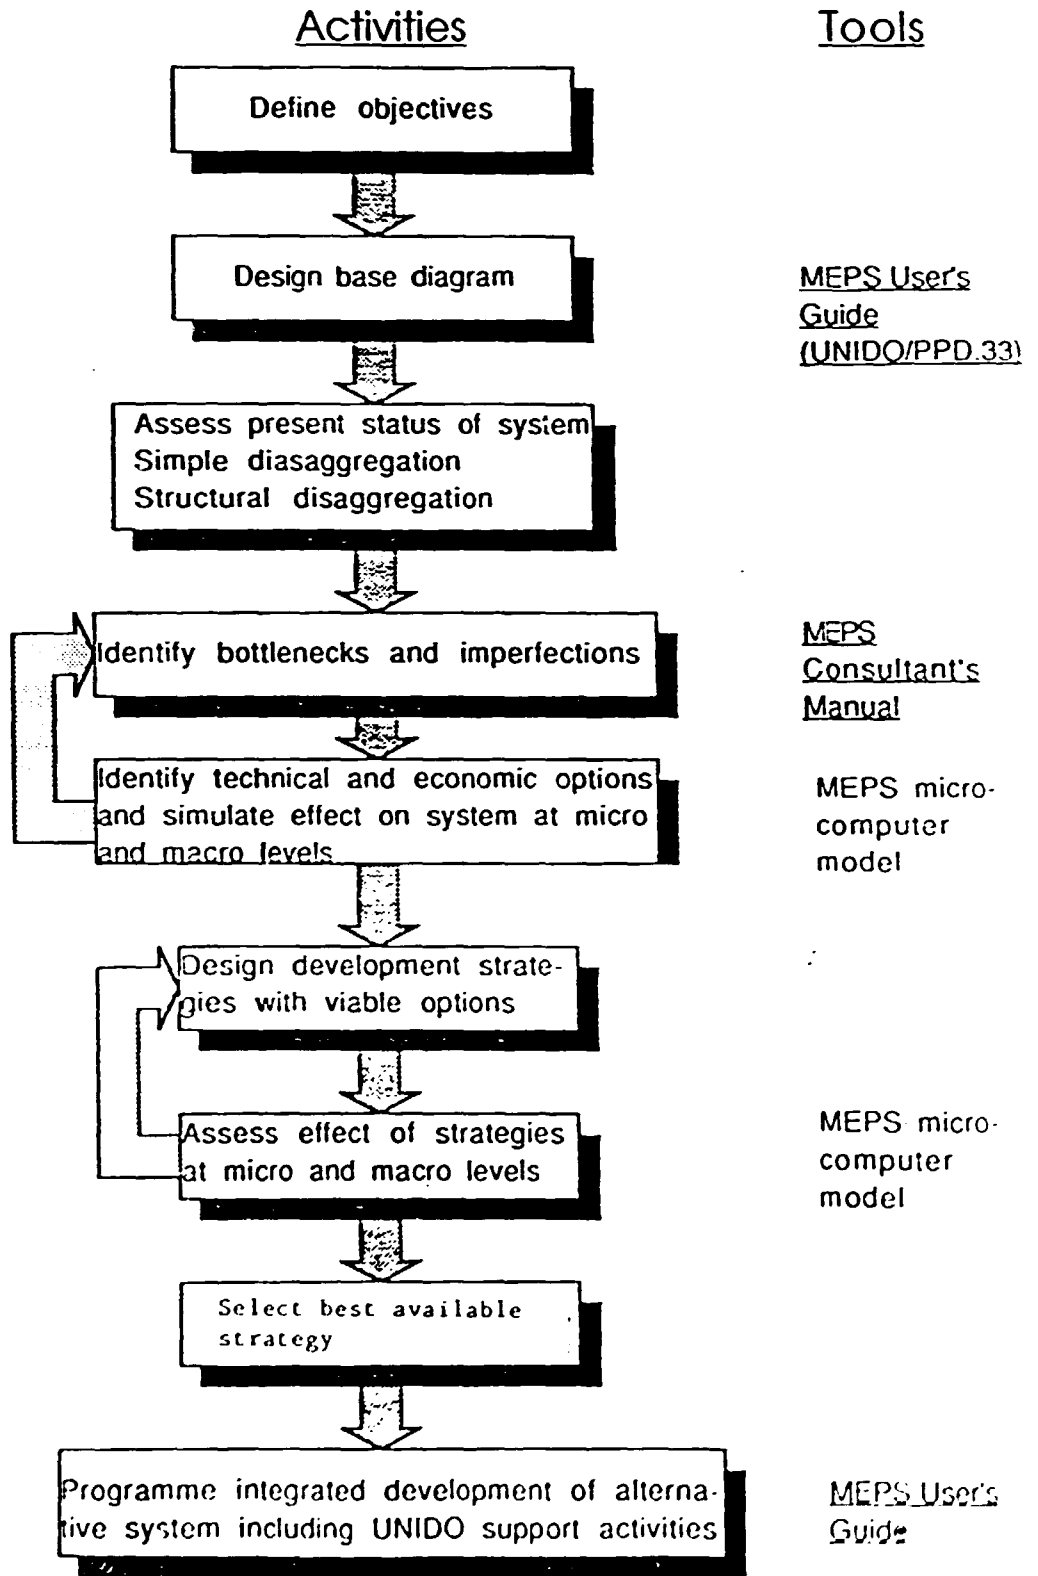 Activities
Tools
Define objectives
Design base diagram
MEPS User's
Guide
(UNIDO/PPD.33)
Assess present status of system
Simple diasaggregation
Structural disaggregation
Identify bottlenecks and imperfections
MEPS
Consultant's
Manual
Identify technical and economic options
and simulate effect on system at micro
and macro levels
MEPS micro-
computer
model
Design development strate-
gies with viable options
Assess effect of strategies
at micro and macro levels
MEPS micro-
computer
model
Select best available
strategy
Programme integrated development of alterna-
tive system including UNIDO support activities
MEPS User's
Guide